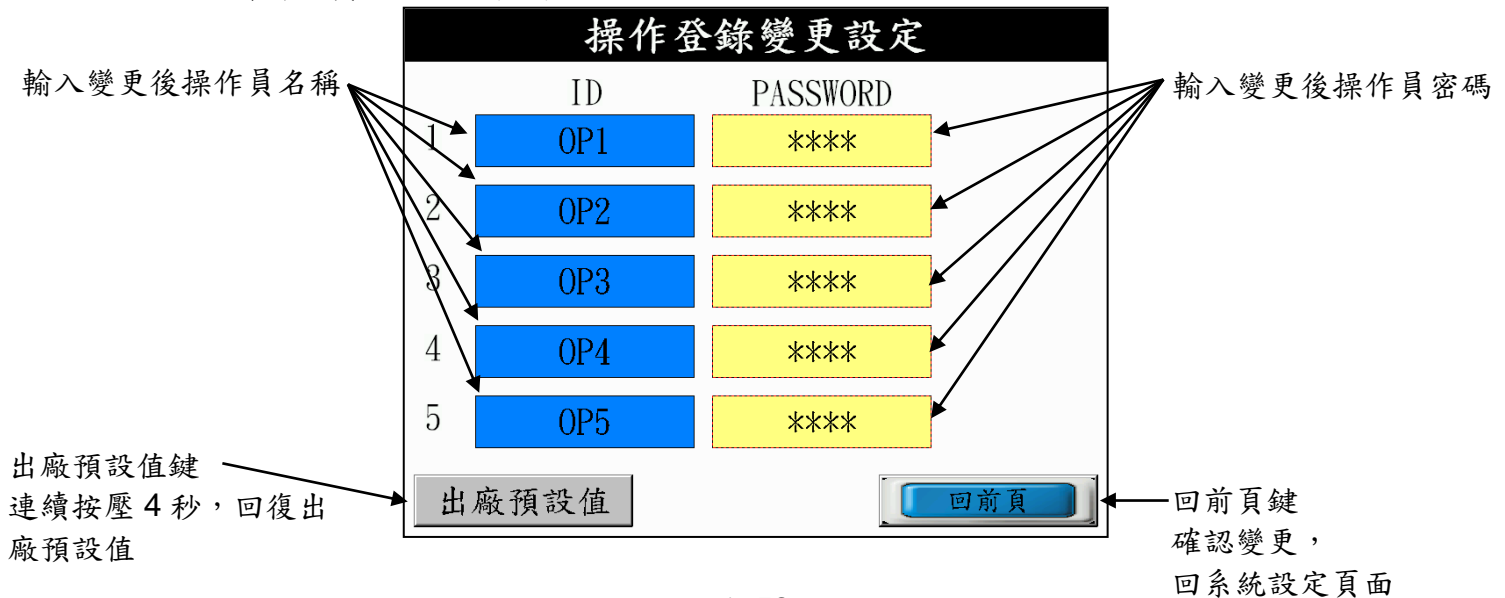 操作登錄變更設定
輸入變更後操作員名稱
ID PASSWORD
輸入變更後操作員密碼
1 OP1 ****
2 OP2 ****
3 OP3 ****
4 OP4 ****
5 OP5 ****
出廠預設值鍵
連續按壓 4 秒,回復出
廠預設值
出廠預設值
回前頁
回前頁鍵
確認變更,
回系統設定頁面